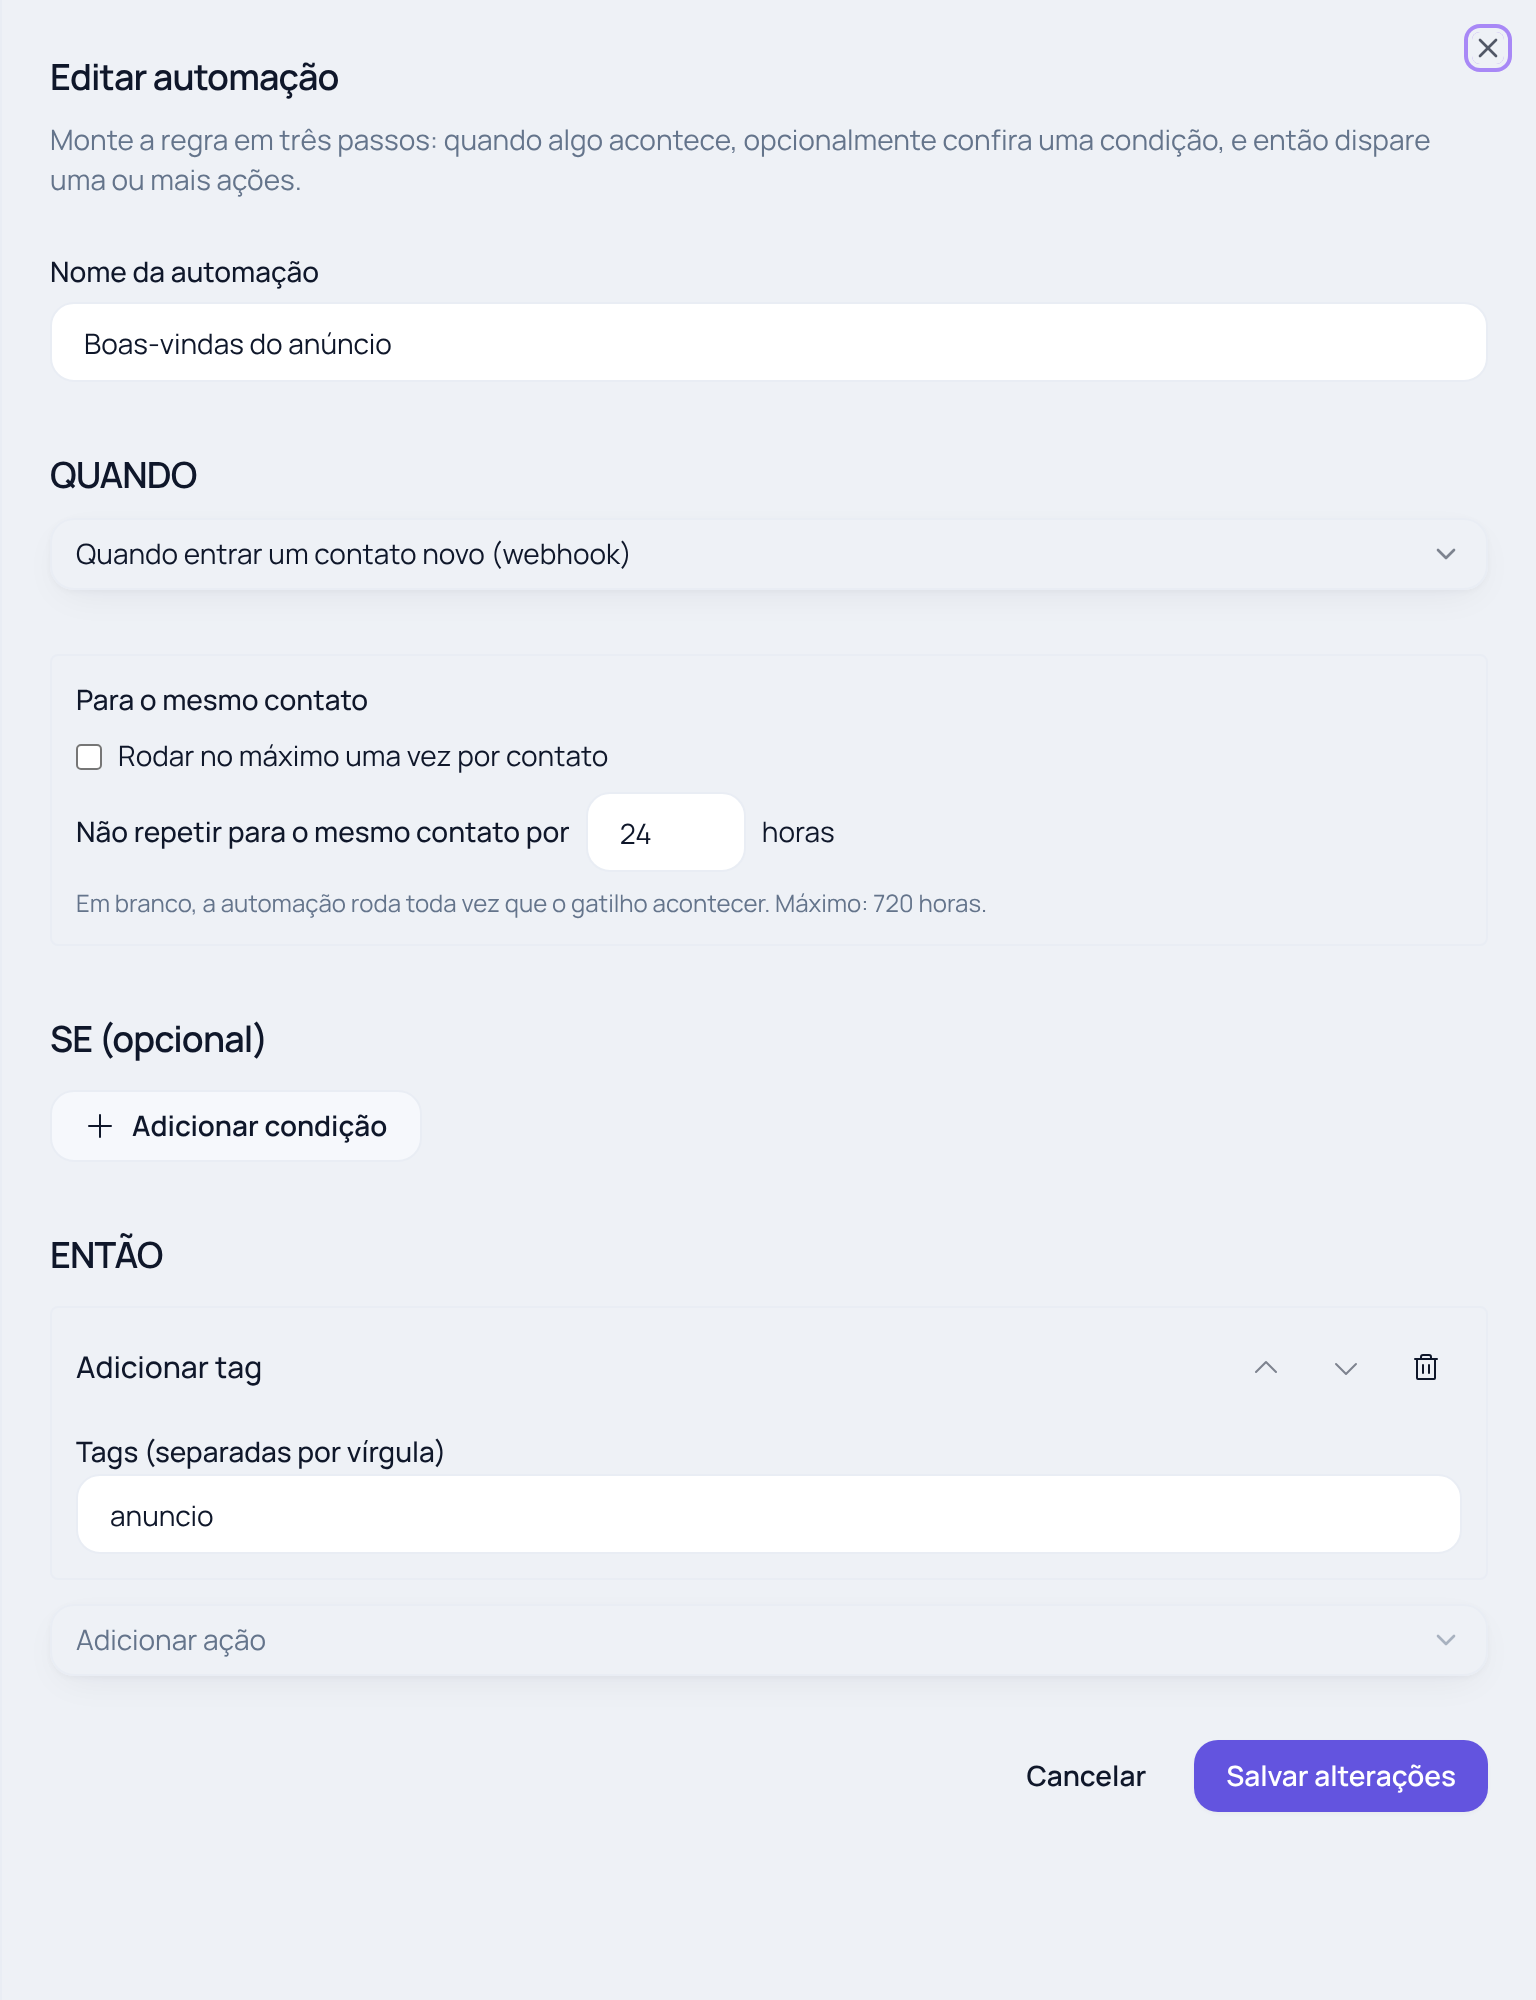 Editar automação
Monte a regra em três passos: quando algo acontece, opcionalmente confira uma condição, e então dispare
uma ou mais ações.
Nome da automação
Boas-vindas do anúncio
QUANDO
Quando entrar um contato novo (webhook)
Para o mesmo contato
Rodar no máximo uma vez por contato
Não repetir para o mesmo contato por 24 horas
Em branco, a automação roda toda vez que o gatilho acontecer. Máximo: 720 horas.
SE (opcional)
Adicionar condição
ENTÃO
Adicionar tag
Tags (separadas por vírgula)
anuncio
Adicionar ação
Cancelar Salvar alterações